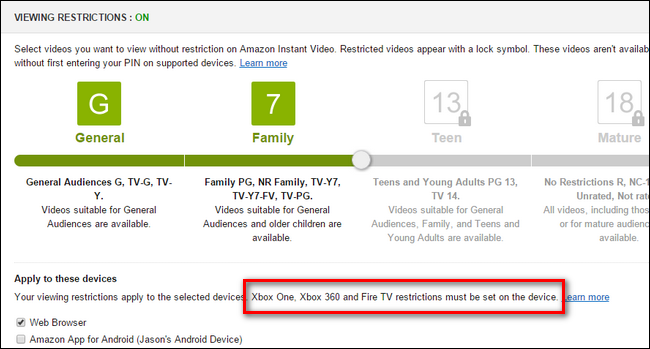 VIEWING RESTRICTIONS : ON
Select videos you want to view without restriction on Amazon Instant Video. Restricted videos appear with a lock symbol. These videos aren't availa
without first entering your PIN on supported devices. Learn more
G
General
7
Family
13
Teen
18
Mature
General Audiences G, TV-G, TV-
Y.
Videos suitable for General
Audiences are available.
Family PG, NR Family, TV-Y7,
TV-Y7-FV, TV-PG.
Videos suitable for General
Audiences and older children are
available.
Teens and Young Adults PG 13,
TV 14.
Videos suitable for General
Audiences, Family, and Teens and
Young Adults are available.
No Restrictions R, NC-1
Unrated, Not rate
All videos, including thos
or for mature audien
available.
Apply to these devices
Your viewing restrictions apply to the selected devices. Xbox One, Xbox 360 and Fire TV restrictions must be set on the device. Learn more
Web Browser
Amazon App for Android (Jason's Android Device)